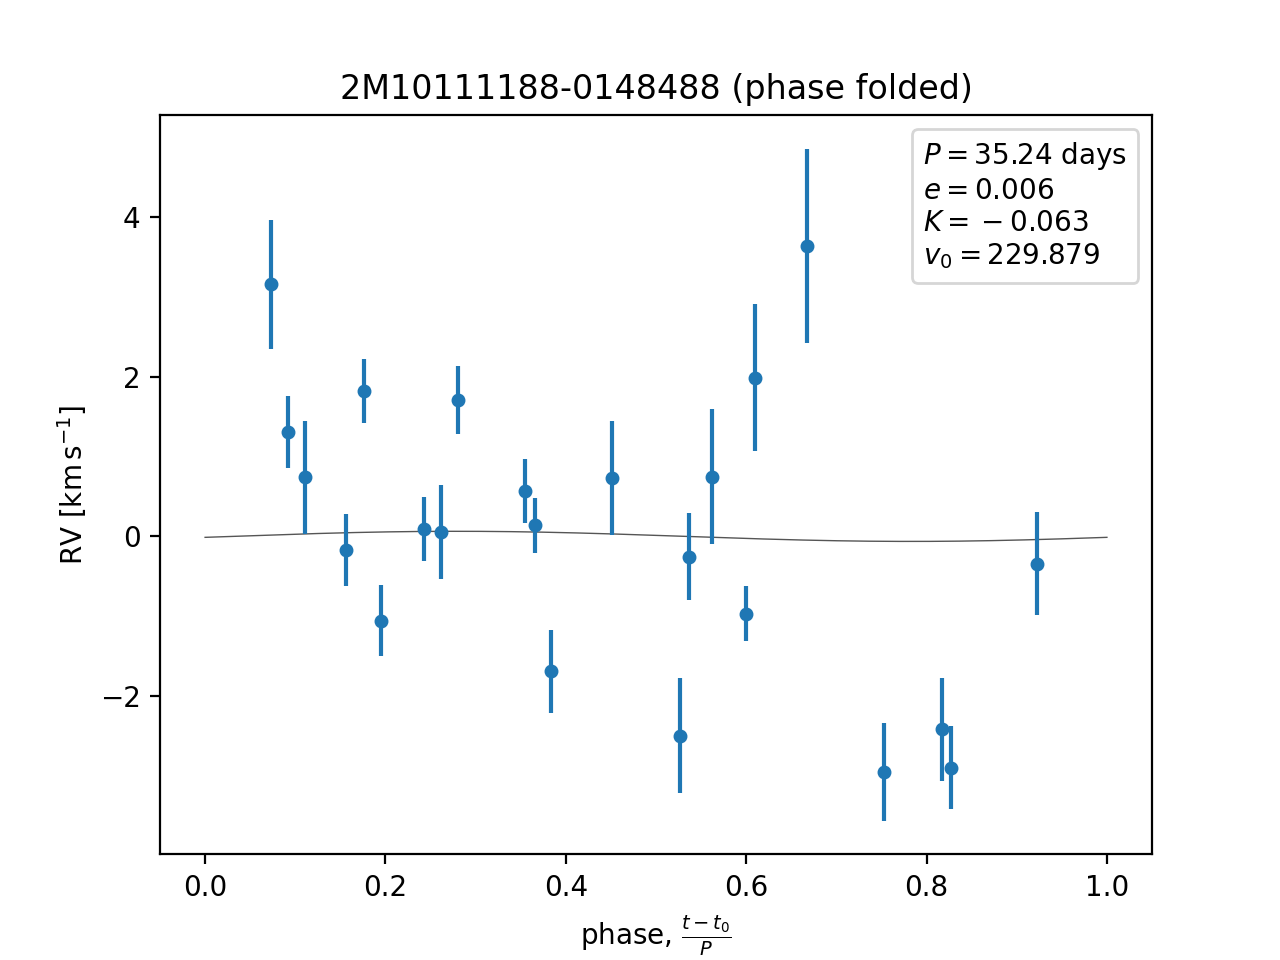 2M10111188-0148488 (phase folded)
P = 35.24 days
e = 0.006
K = −0.063
v₀ = 229.879
4
2
0
−2
RV [km s⁻¹]
0.0 0.2 0.4 0.6 0.8 1.0
phase, (t − t₀)/P